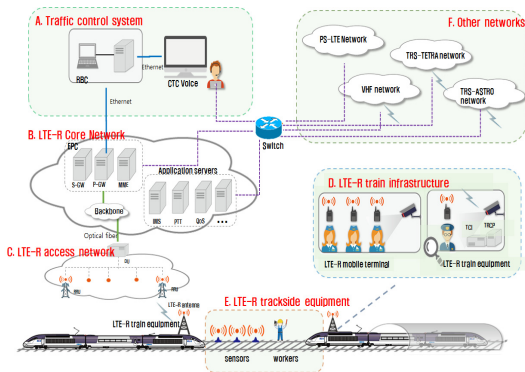 A. Traffic control system
F. Other networks
PS-LTE Network
TRS-TETRA network
VHF network
TRS-ASTRO
network
Ethernet
RBC
CTC Voice
Ethernet
Switch
B. LTE-R Core Network
EPC
S-GW
P-GW
MME
Application servers
PTT
QoS
Backbone
Optical fiber
DU
C. LTE-R access network
RRU
RRU
D. LTE-R train infrastructure
TCI
TRCP
LTE-R mobile terminal
LTE-R train equipment
LTE-R antenna
LTE-R train equipment
E. LTE-R trackside equipment
sensors
workers